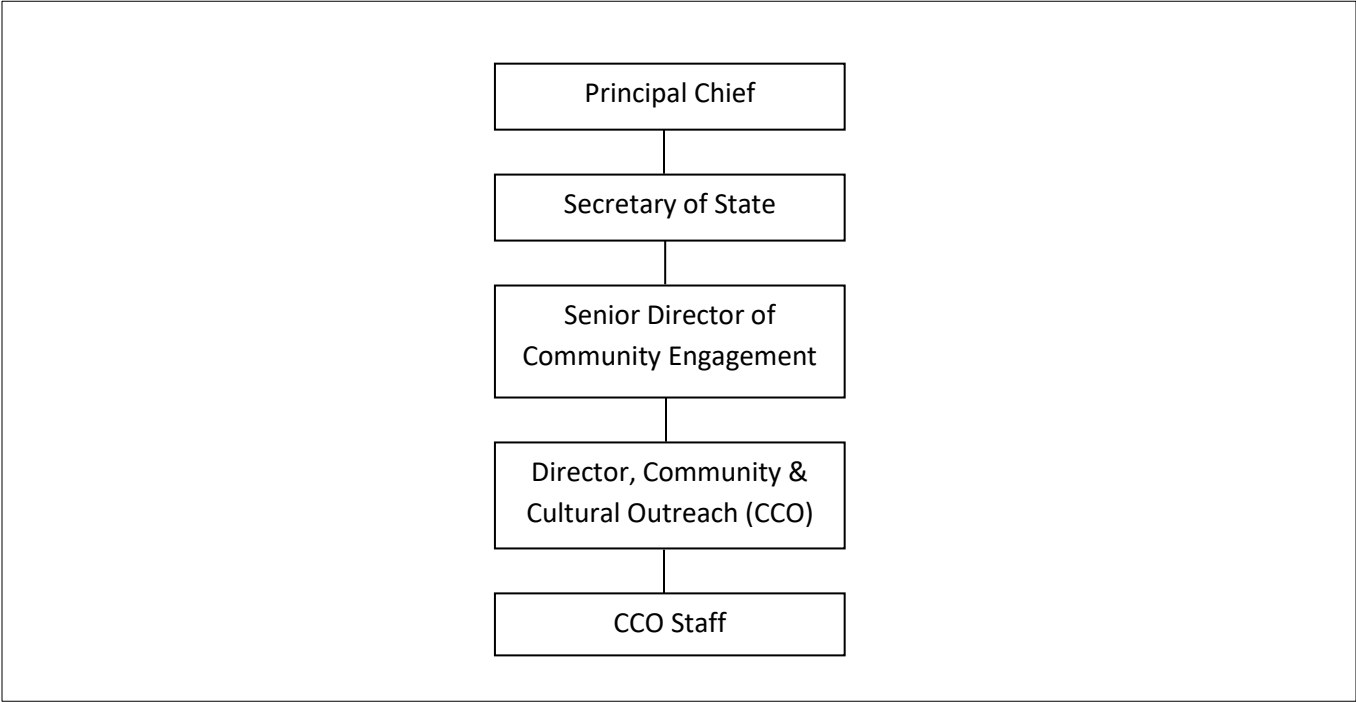 Principal Chief
Secretary of State
Senior Director of
Community Engagement
Director, Community &
Cultural Outreach (CCO)
CCO Staff